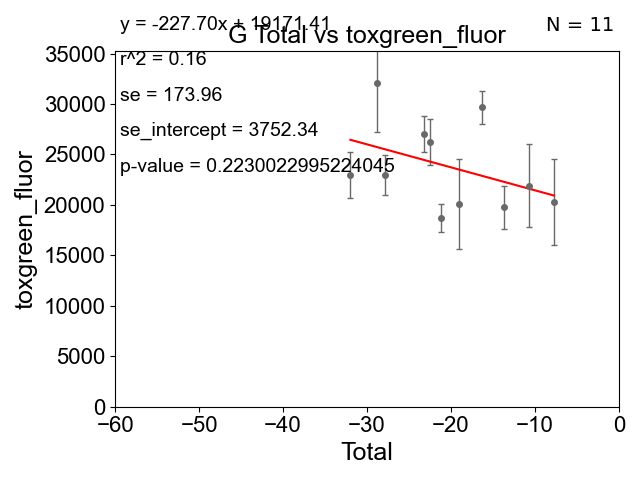 y = -227.70x + 19171.41
N = 11
G Total vs toxgreen_fluor
r^2 = 0.16
se = 173.96
se_intercept = 3752.34
p-value = 0.2230022995224045
toxgreen_fluor
35000
30000
25000
20000
15000
10000
5000
0
−60 −50 −40 −30 −20 −10 0
Total